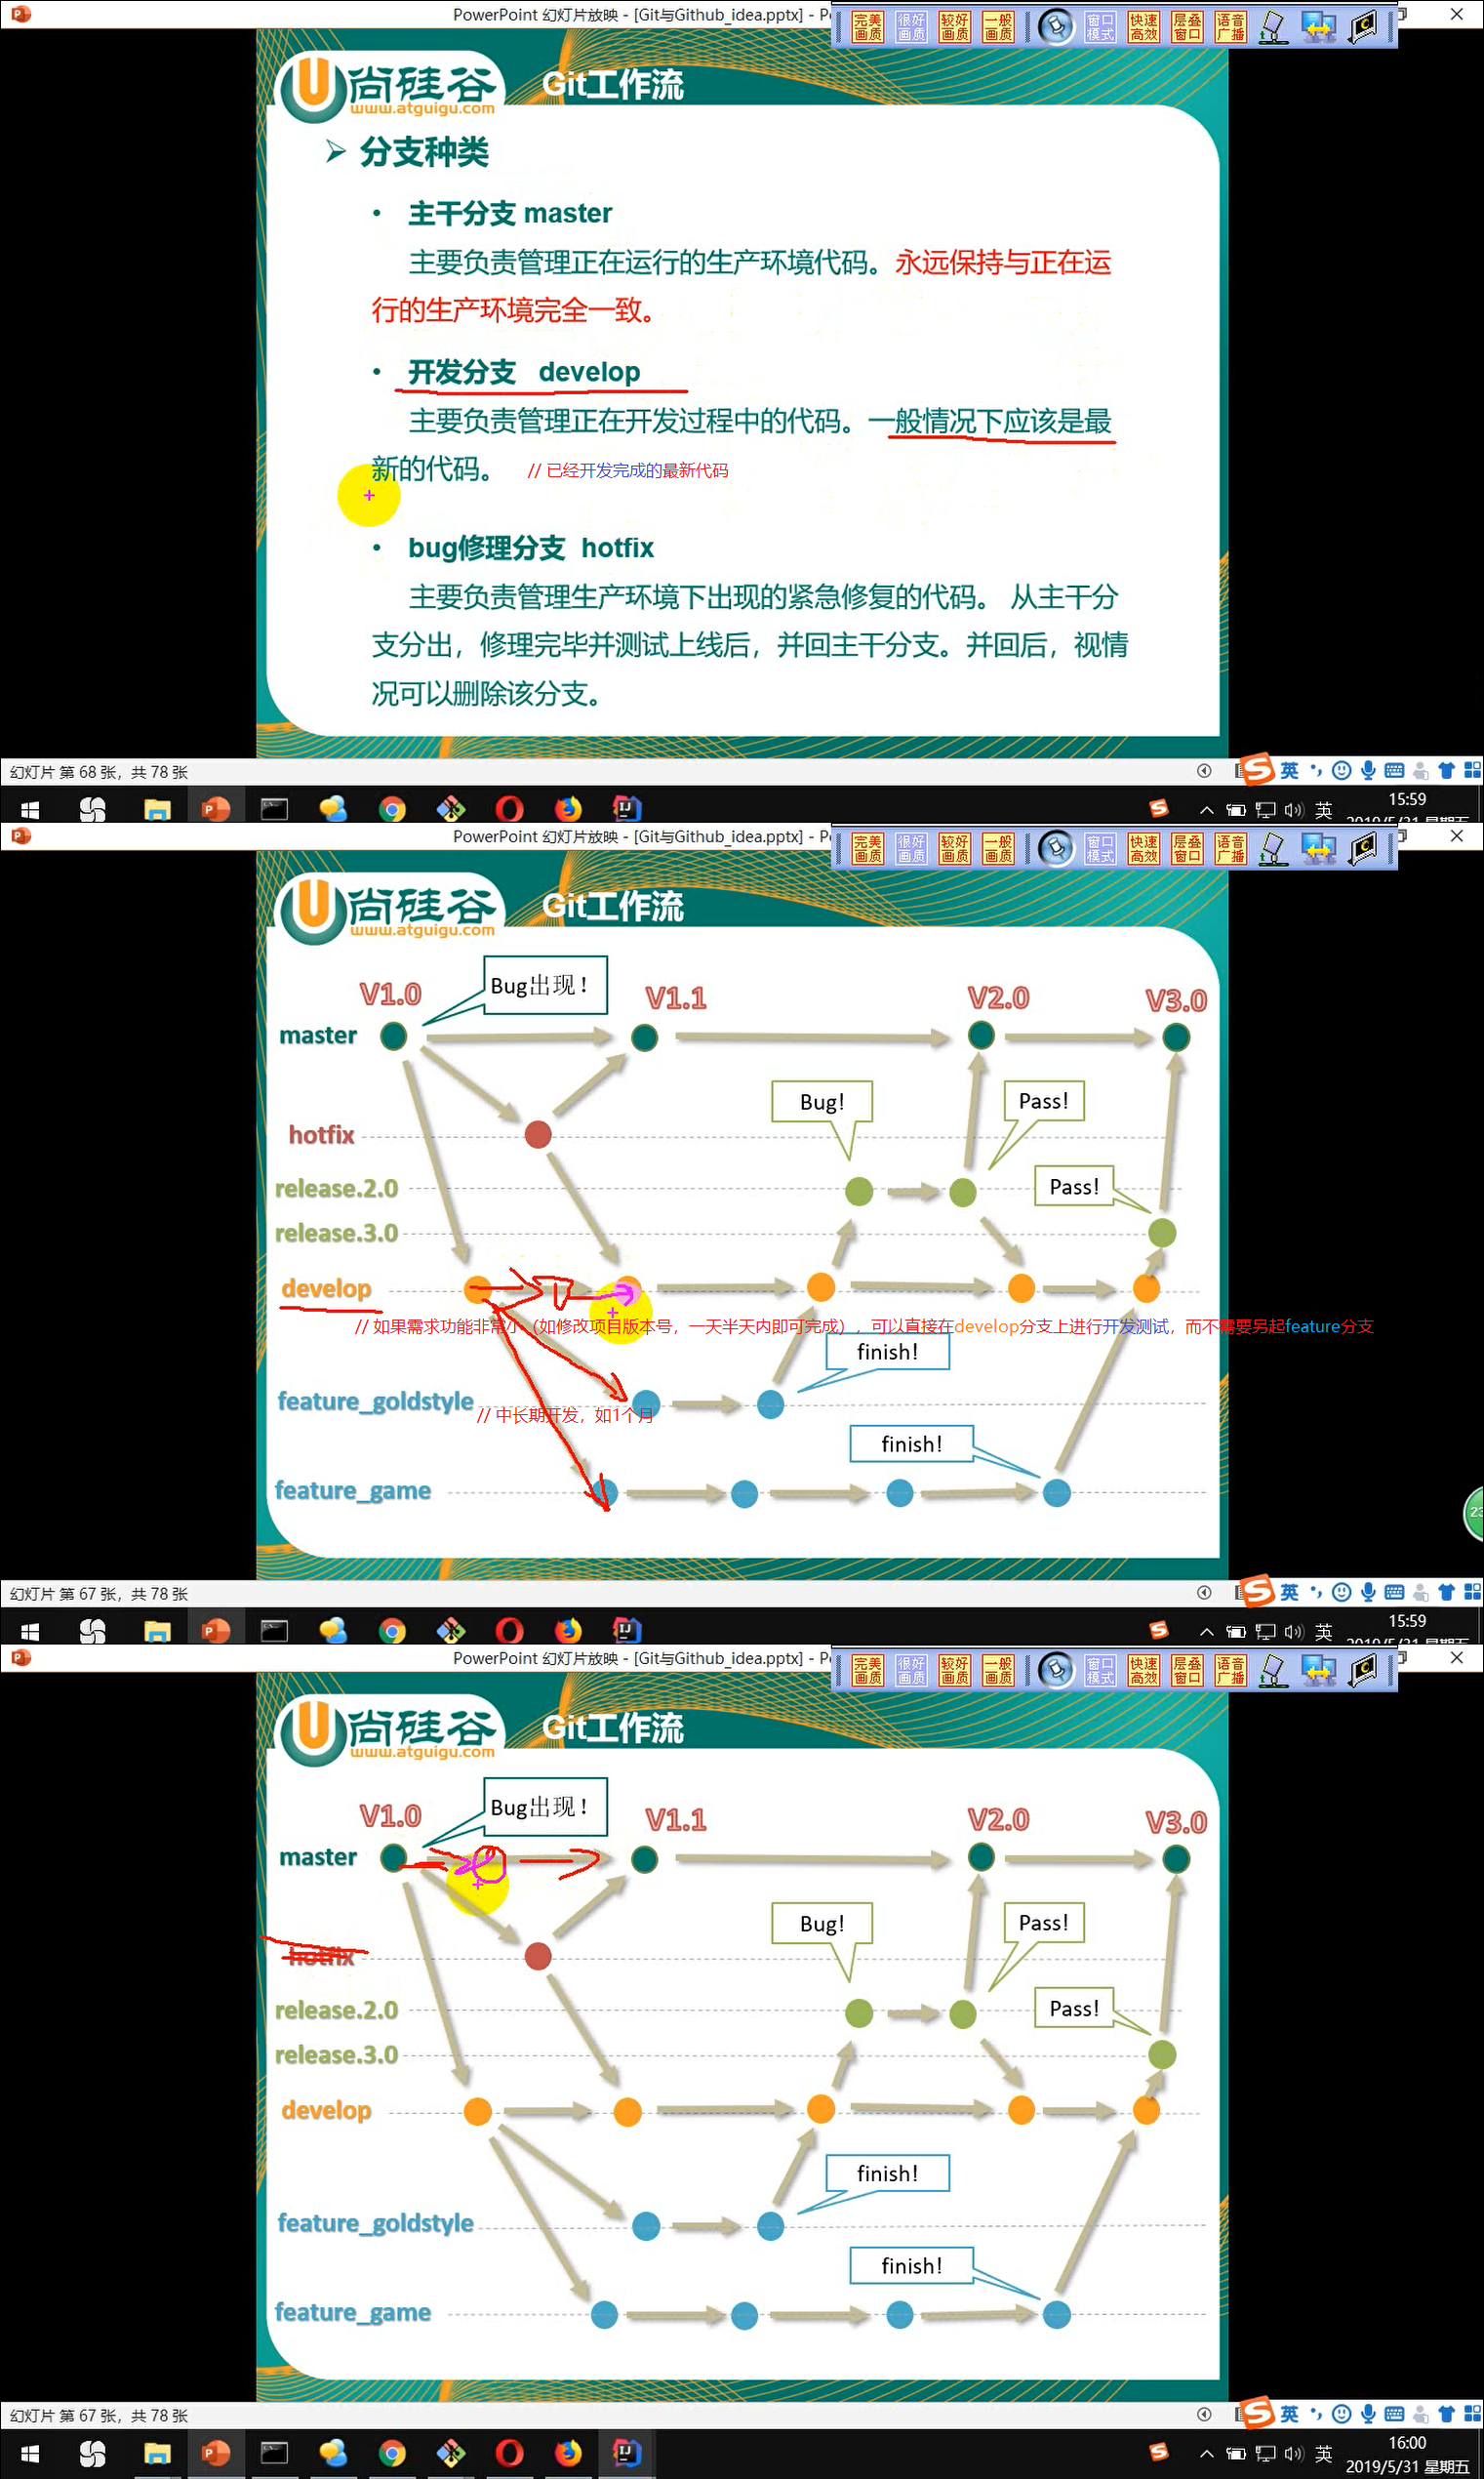 PowerPoint 幻灯片放映 - [Git与Github_idea.pptx] - P
完美画质 很好画质 较好画质 一般画质 窗口模式 快速高效 层叠窗口 语音广播
尚硅谷
www.atguigu.com
Git工作流
➢ 分支种类
• 主干分支 master
主要负责管理正在运行的生产环境代码。永远保持与正在运
行的生产环境完全一致。
• 开发分支 develop
主要负责管理正在开发过程中的代码。一般情况下应该是最
新的代码。 // 已经开发完成的最新代码
• bug修理分支 hotfix
主要负责管理生产环境下出现的紧急修复的代码。 从主干分
支分出，修理完毕并测试上线后，并回主干分支。并回后，视情
况可以删除该分支。
幻灯片 第 68 张，共 78 张
英
英
15:59
2019/5/31 星期五
PowerPoint 幻灯片放映 - [Git与Github_idea.pptx] - P
完美画质 很好画质 较好画质 一般画质 窗口模式 快速高效 层叠窗口 语音广播
尚硅谷
www.atguigu.com
Git工作流
Bug出现！
V1.0 V1.1 V2.0 V3.0
master
Bug! Pass!
hotfix
release.2.0 Pass!
release.3.0
develop
// 如果需求功能非常小（如修改项目版本号，一天半天内即可完成），可以直接在develop分支上进行开发测试，而不需要另起feature分支
finish!
feature_goldstyle
// 中长期开发，如1个月
finish!
feature_game
23
幻灯片 第 67 张，共 78 张
英
英
15:59
2019/5/31 星期五
PowerPoint 幻灯片放映 - [Git与Github_idea.pptx] - P
完美画质 很好画质 较好画质 一般画质 窗口模式 快速高效 层叠窗口 语音广播
尚硅谷
www.atguigu.com
Git工作流
Bug出现！
V1.0 V1.1 V2.0 V3.0
master
Bug! Pass!
hotfix
release.2.0 Pass!
release.3.0
develop
finish!
feature_goldstyle
finish!
feature_game
幻灯片 第 67 张，共 78 张
英
英
16:00
2019/5/31 星期五